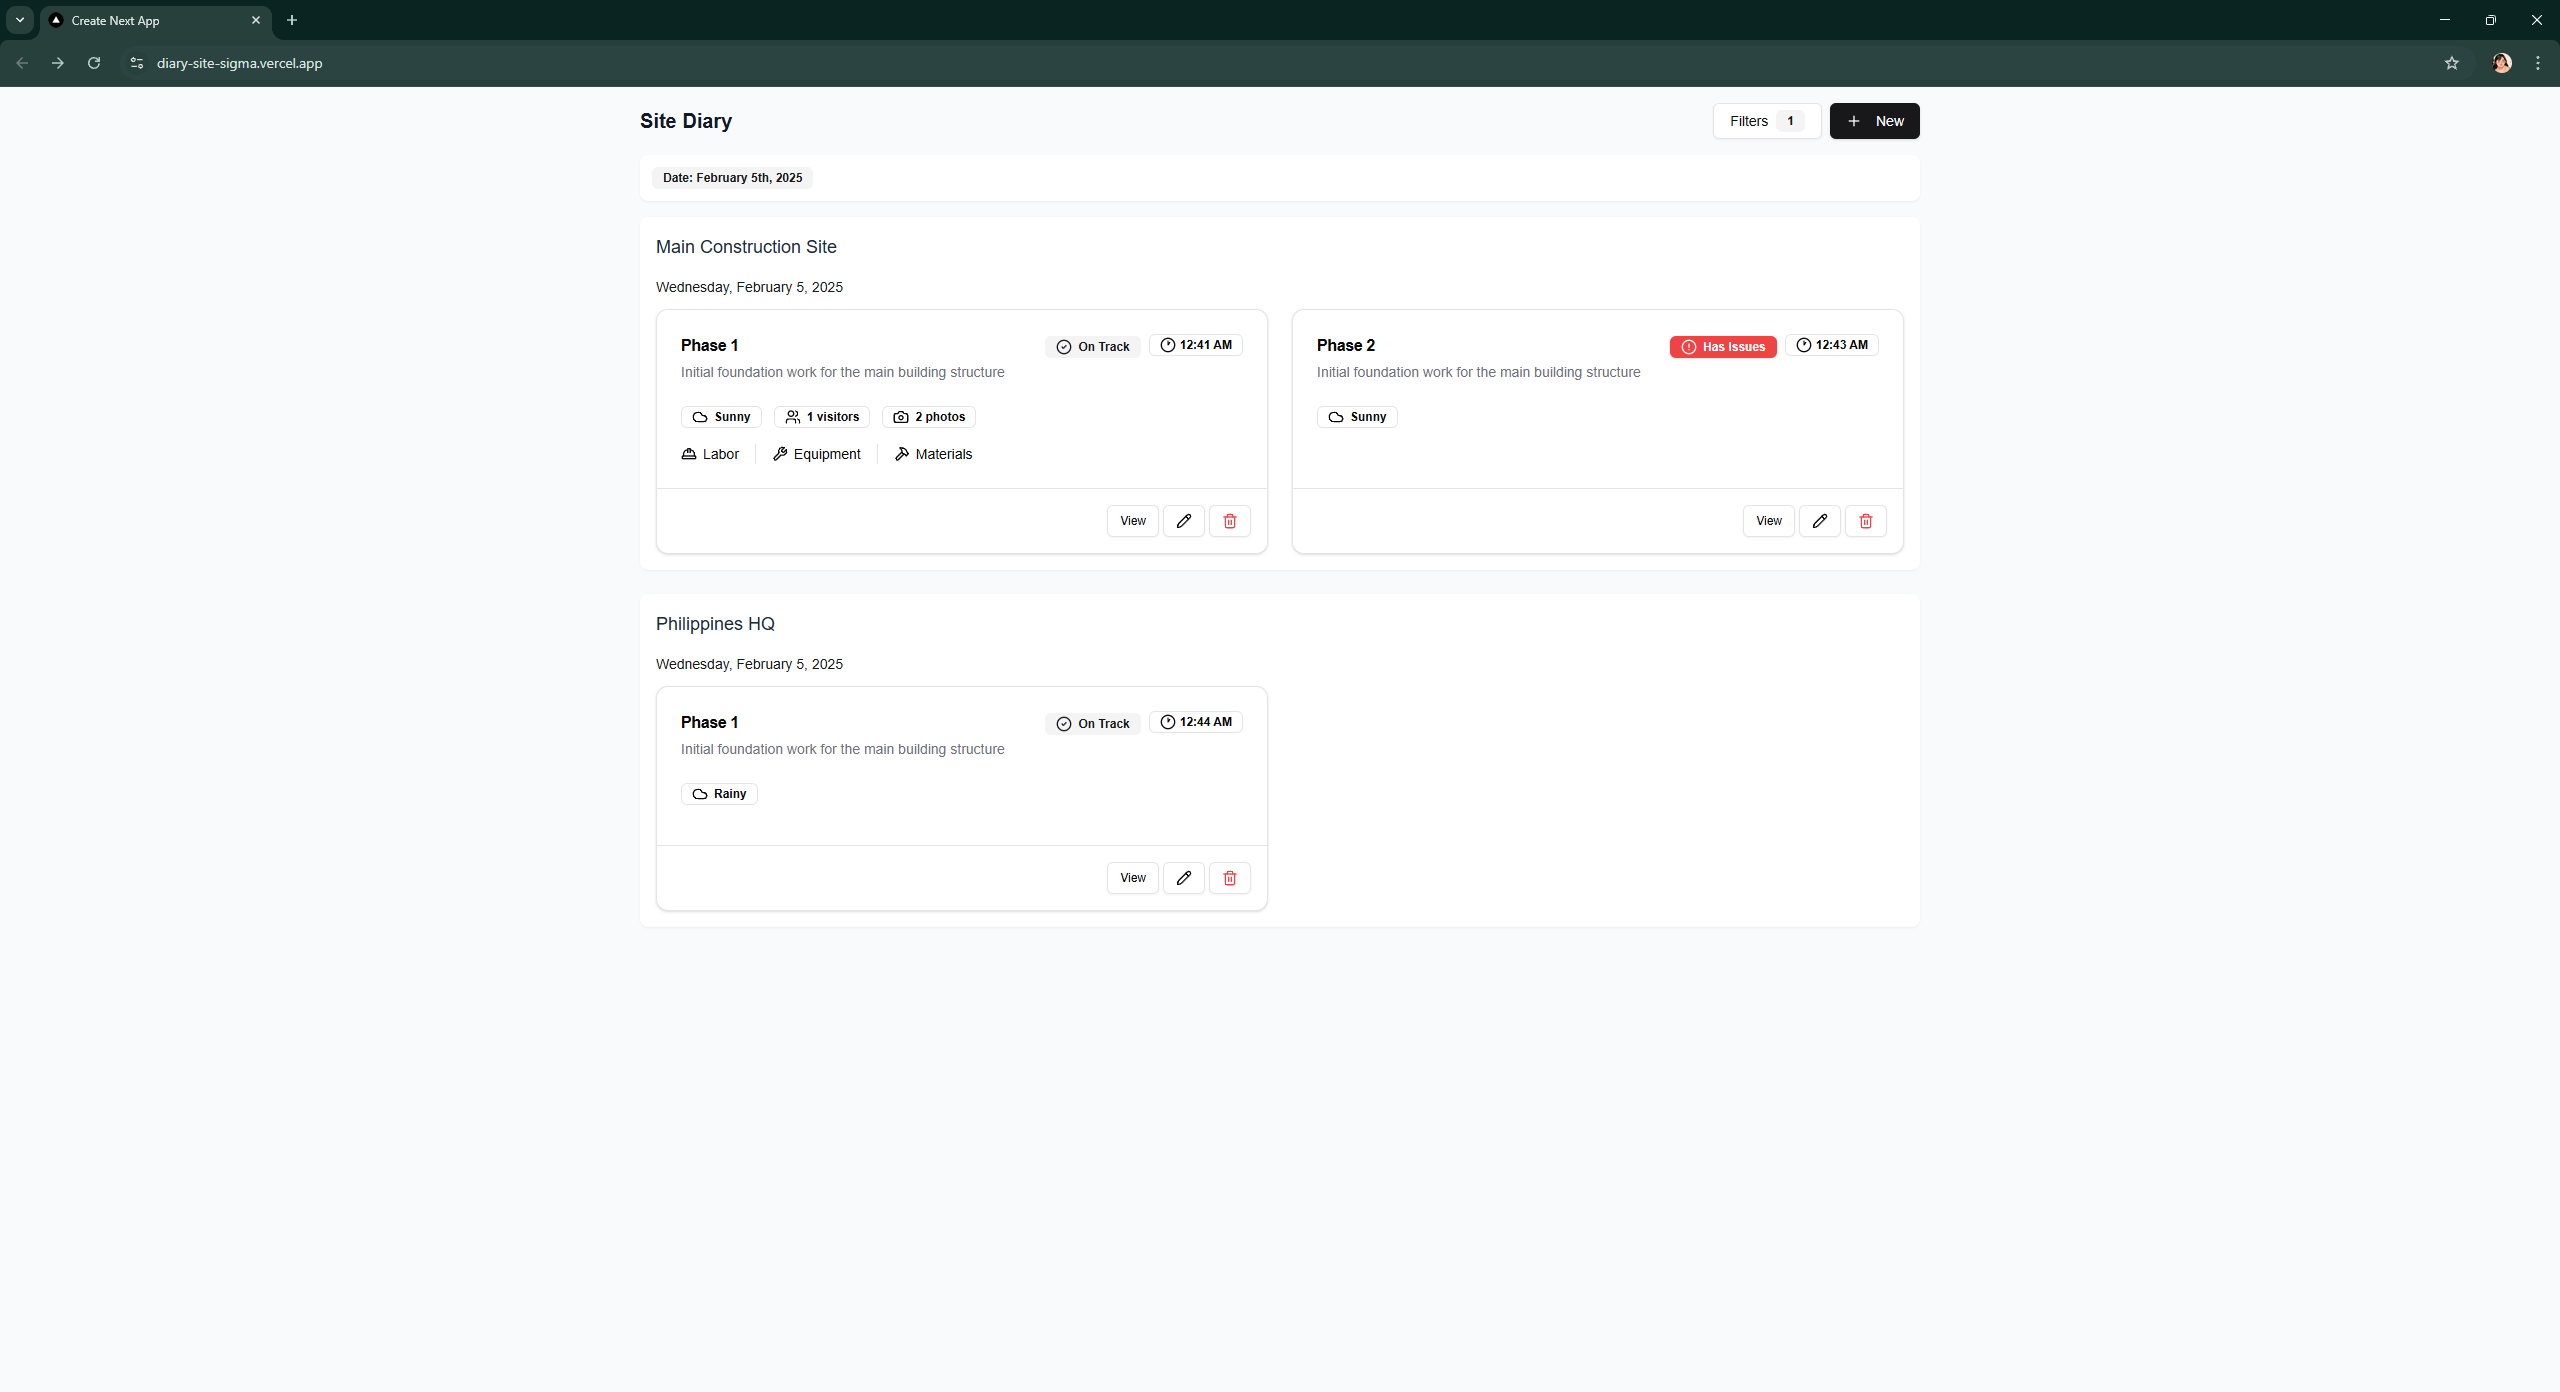 Create Next App
diary-site-sigma.vercel.app
Site Diary
Filters 1
New
Date: February 5th, 2025
Main Construction Site
Wednesday, February 5, 2025
Phase 1
On Track
12:41 AM
Initial foundation work for the main building structure
Sunny
1 visitors
2 photos
Labor
Equipment
Materials
View
Phase 2
Has Issues
12:43 AM
Initial foundation work for the main building structure
Sunny
View
Philippines HQ
Wednesday, February 5, 2025
Phase 1
On Track
12:44 AM
Initial foundation work for the main building structure
Rainy
View